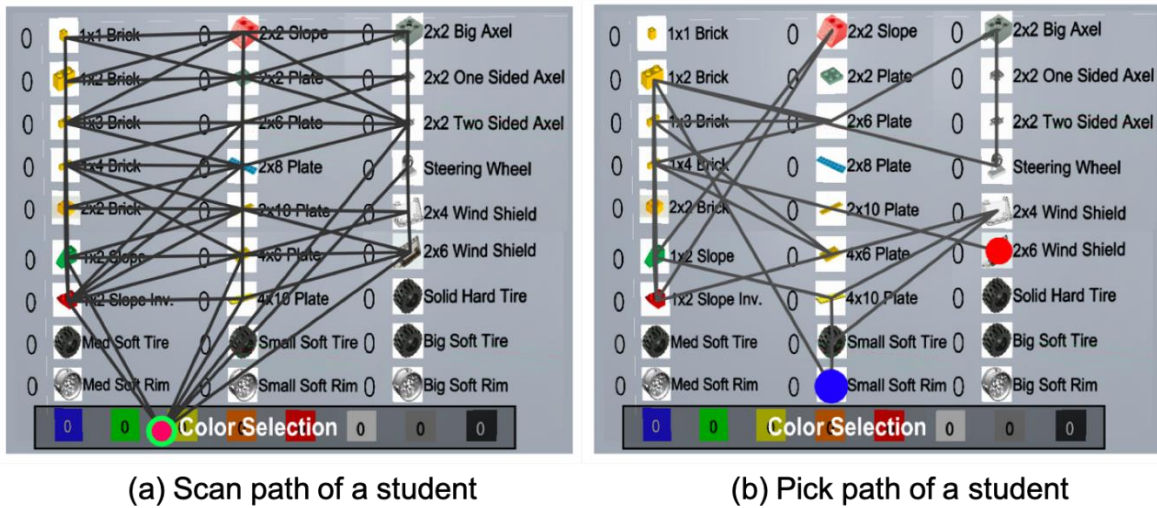 0 1x1 Brick 0 2x2 Slope 0 2x2 Big Axel
0 1x2 Brick 0 2x2 Plate 0 2x2 One Sided Axel
0 1x3 Brick 0 2x6 Plate 0 2x2 Two Sided Axel
0 1x4 Brick 0 2x8 Plate 0 Steering Wheel
0 2x2 Brick 0 2x10 Plate 0 2x4 Wind Shield
0 1x2 Slope 0 4x6 Plate 0 2x6 Wind Shield
0 1x2 Slope Inv. 0 4x10 Plate 0 Solid Hard Tire
0 Med Soft Tire 0 Small Soft Tire 0 Big Soft Tire
0 Med Soft Rim 0 Small Soft Rim 0 Big Soft Rim
0 0 Color Selection 0 0 0
(a) Scan path of a student
0 1x1 Brick 0 2x2 Slope 0 2x2 Big Axel
0 1x2 Brick 0 2x2 Plate 0 2x2 One Sided Axel
0 1x3 Brick 0 2x6 Plate 0 2x2 Two Sided Axel
0 1x4 Brick 0 2x8 Plate 0 Steering Wheel
0 2x2 Brick 0 2x10 Plate 0 2x4 Wind Shield
0 1x2 Slope 0 4x6 Plate 0 2x6 Wind Shield
0 1x2 Slope Inv. 0 4x10 Plate 0 Solid Hard Tire
0 Med Soft Tire 0 Small Soft Tire 0 Big Soft Tire
0 Med Soft Rim 0 Small Soft Rim 0 Big Soft Rim
0 0 Color Selection 0 0 0
(b) Pick path of a student